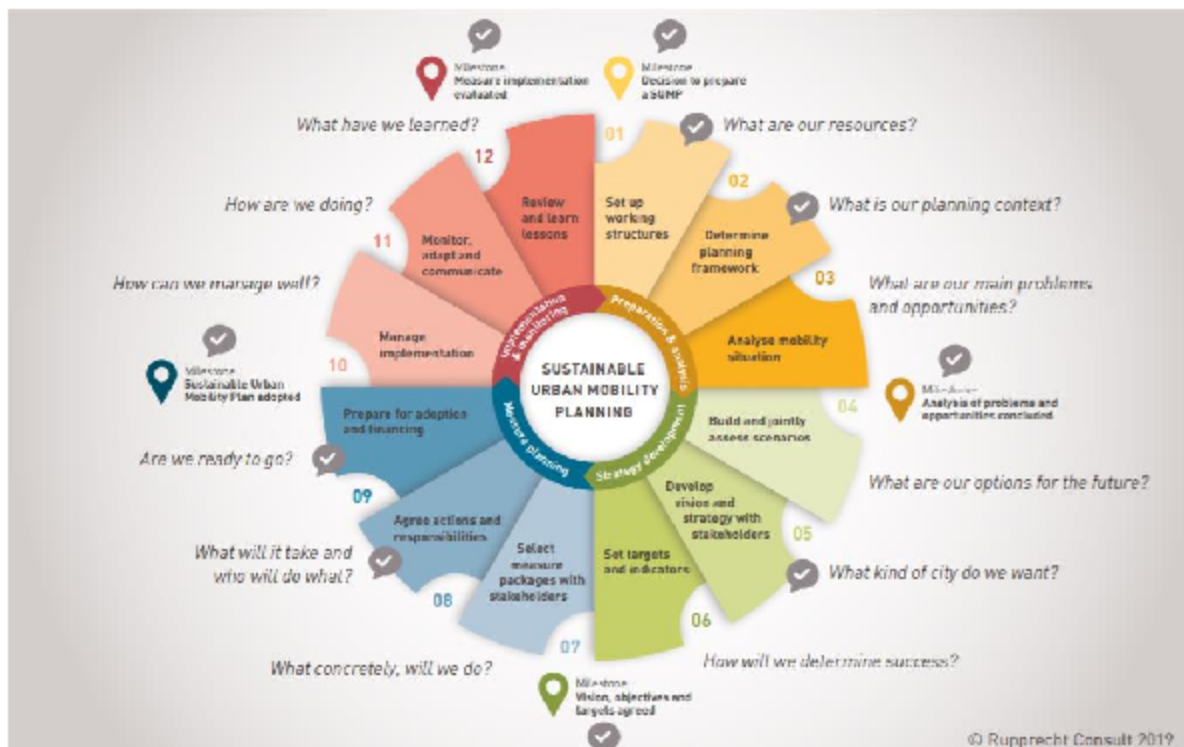 Milestone
Measure implementation
evaluated
Milestone
Decision to prepare
a SUMP
What have we learned?
What are our resources?
12
01
Review
and learn
lessons
Set up
working
structures
02
How are we doing?
What is our planning context?
11
Monitor,
adapt and
communicate
Determine
planning
framework
03
How can we manage well?
What are our main problems
and opportunities?
10
Manage
implementation
Analyse mobility
situation
Implementation
& monitoring
Preparation & analysis
SUSTAINABLE
URBAN MOBILITY
PLANNING
Measure planning
Strategy development
Milestone
Sustainable Urban
Mobility Plan adopted
Milestone
Analysis of problems and
opportunities concluded
04
Prepare for adoption
and financing
Build and jointly
assess scenarios
Are we ready to go?
What are our options for the future?
09
Agree actions and
responsibilities
Develop
vision and
strategy with
stakeholders
05
What will it take and
who will do what?
Select
measure
packages with
stakeholders
Set targets
and indicators
What kind of city do we want?
08
07
06
What concretely, will we do?
How will we determine success?
Milestone
Vision, objectives and
targets agreed
© Rupprecht Consult 2019